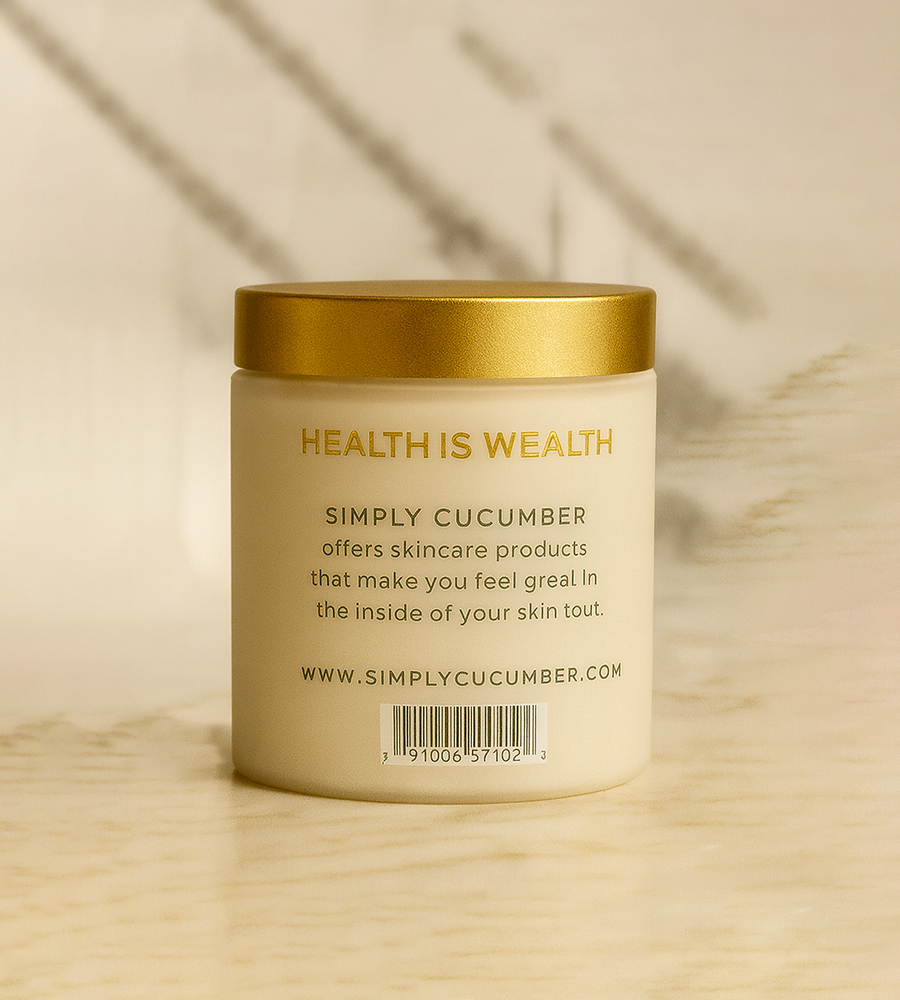 HEALTH IS WEALTH
SIMPLY CUCUMBER
offers skincare products
that make you feel greal In
the inside of your skin tout.
WWW.SIMPLYCUCUMBER.COM
3 91006 57102 3